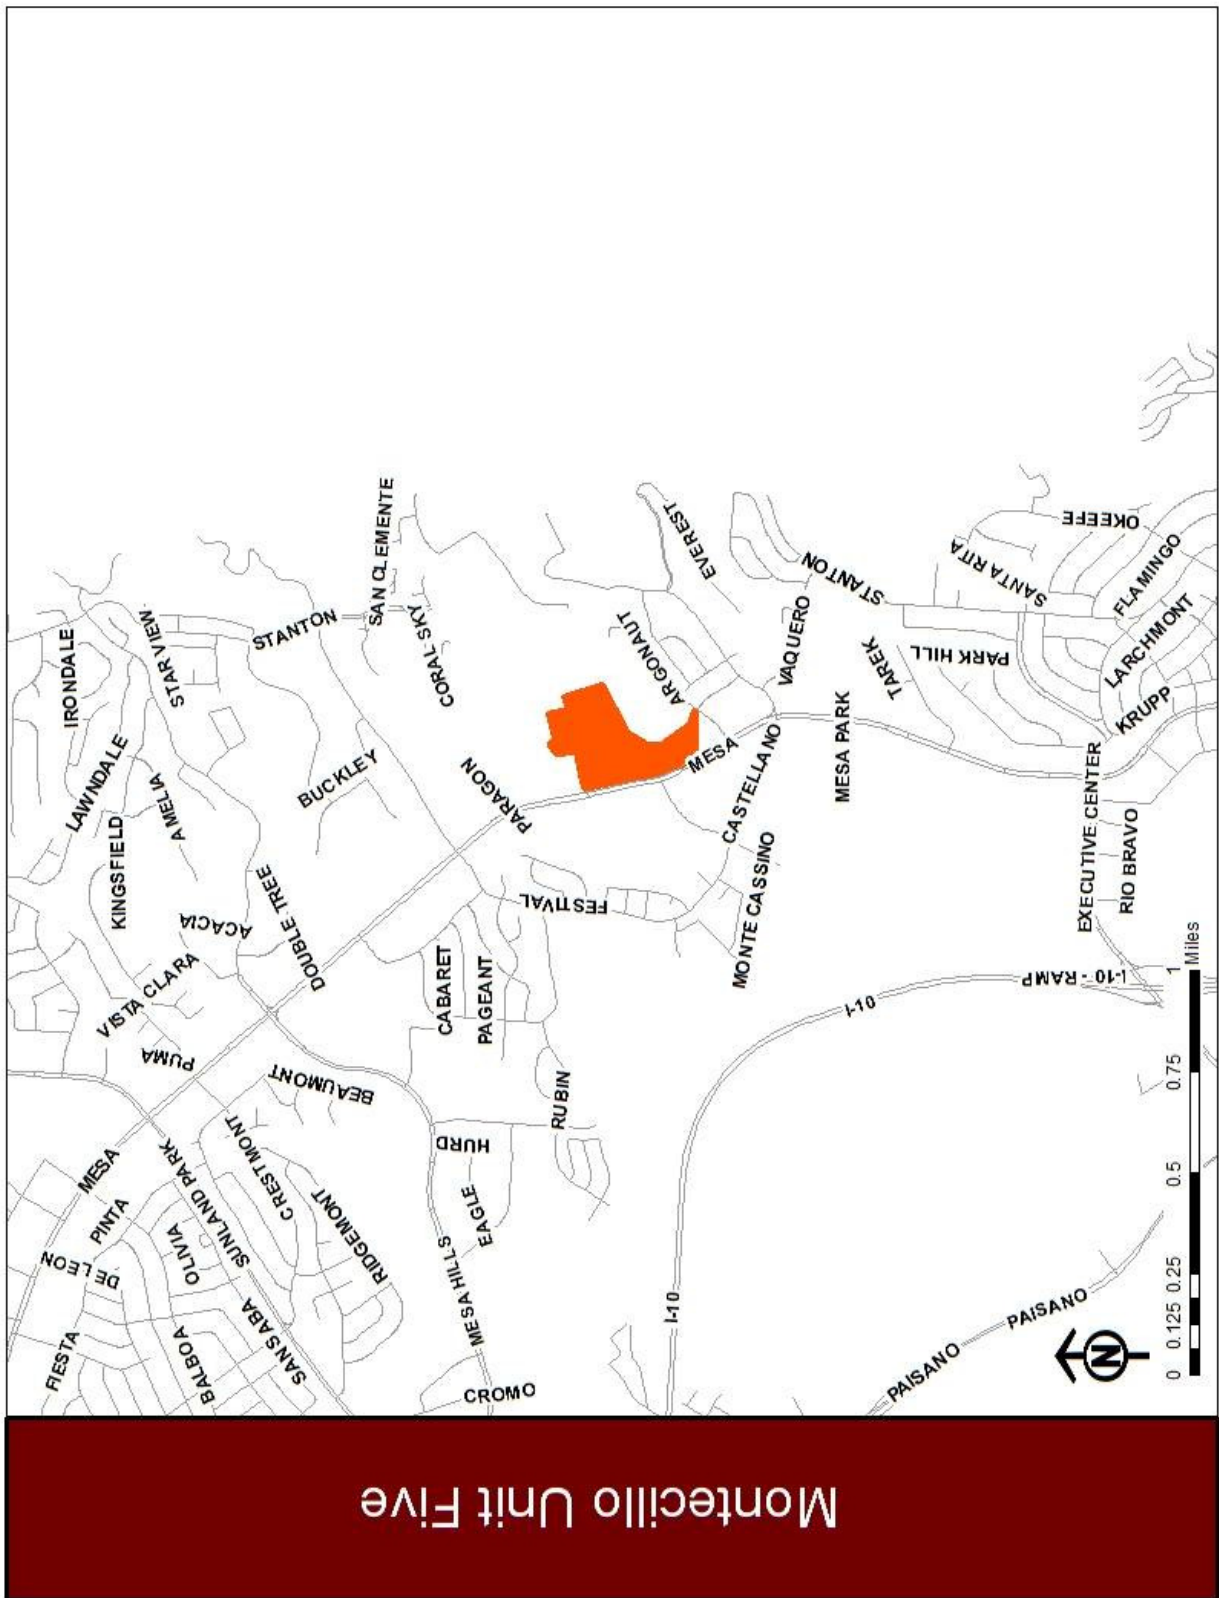 Montecillo Unit Five
IRONDALE
STAR VIEW
STANTON
SAN CLEMENTE
CORAL SKY
LAWNDALE
AMELIA
KINGSFIELD
BUCKLEY
PARAGON
ACACIA
DOUBLE TREE
VISTA CLARA
PUMA
BEAUMONT
CABARET
PAGEANT
FESTIVAL
EVEREST
ARGONAUT
MESA
CASTELLANO
VAQUERO
STANTON
MESA PARK
TAREK
PARK HILL
SANTA RITA
OKEEFE
FLAMINGO
LARCHMONT
KRUPP
EXECUTIVE CENTER
RIO BRAVO
MONTE CASSINO
I-10
I-10 - RAMP
RUBIN
HURD
EAGLE
MESA HILLS
CROMO
MESA
PINTA
DE LEON
OLIVIA
SUNLAND PARK
CRESTMONT
RIDGEMONT
FIESTA
BALBOA
SAN SABA
I-10
PAISANO
PAISANO
N
0 0.125 0.25 0.5 0.75 1
Miles